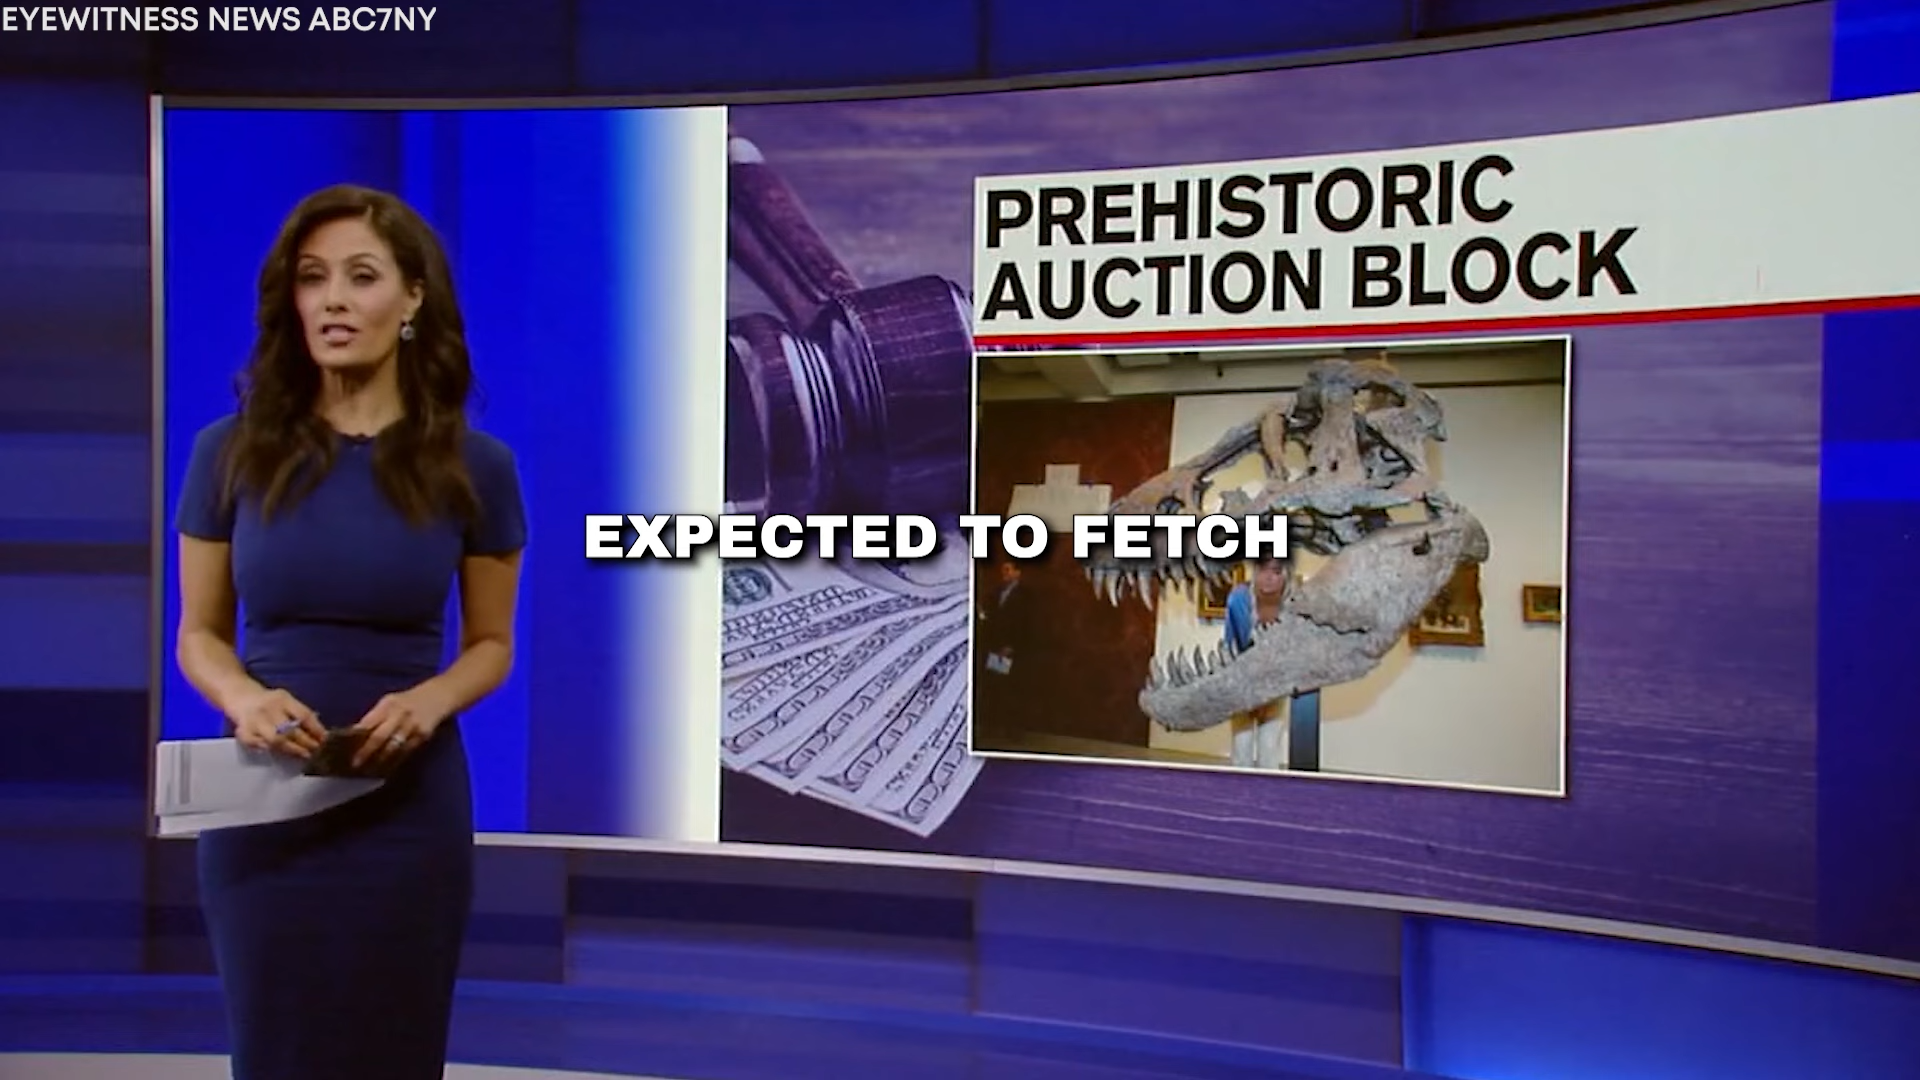 EYEWITNESS NEWS ABC7NY
PREHISTORIC
AUCTION BLOCK
EXPECTED TO FETCH